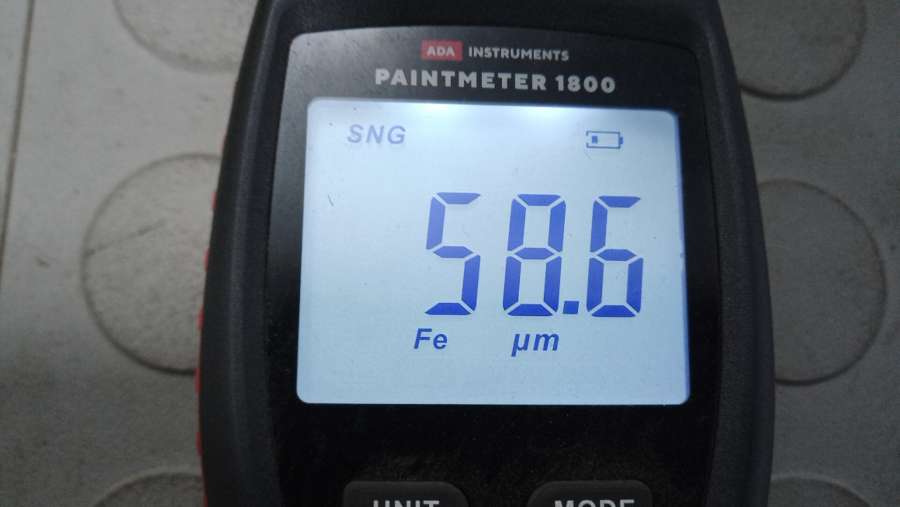 ADA INSTRUMENTS
PAINTMETER 1800
SNG
58.6
Fe µm
UNIT MODE